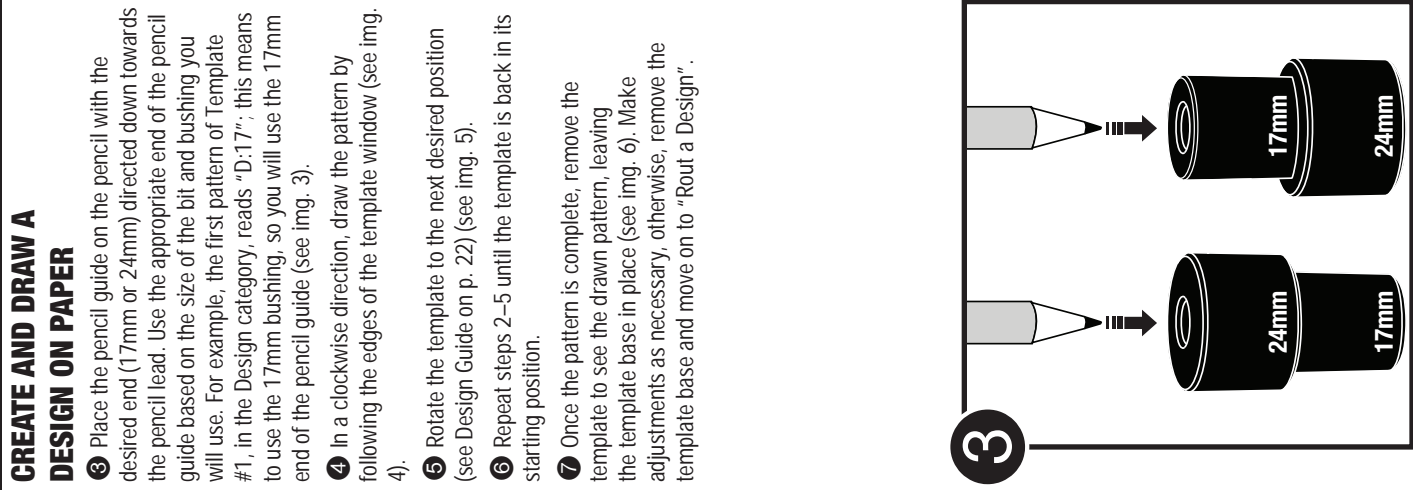 CREATE AND DRAW A
DESIGN ON PAPER
❸ Place the pencil guide on the pencil with the
desired end (17mm or 24mm) directed down towards
the pencil lead. Use the appropriate end of the pencil
guide based on the size of the bit and bushing you
will use. For example, the first pattern of Template
#1, in the Design category, reads “D:17”; this means
to use the 17mm bushing, so you will use the 17mm
end of the pencil guide (see img. 3).
❹ In a clockwise direction, draw the pattern by
following the edges of the template window (see img.
4).
❺ Rotate the template to the next desired position
(see Design Guide on p. 22) (see img. 5).
❻ Repeat steps 2–5 until the template is back in its
starting position.
❼ Once the pattern is complete, remove the
template to see the drawn pattern, leaving
the template base in place (see img. 6). Make
adjustments as necessary, otherwise, remove the
template base and move on to “Rout a Design”.
3
24mm
17mm
17mm
24mm